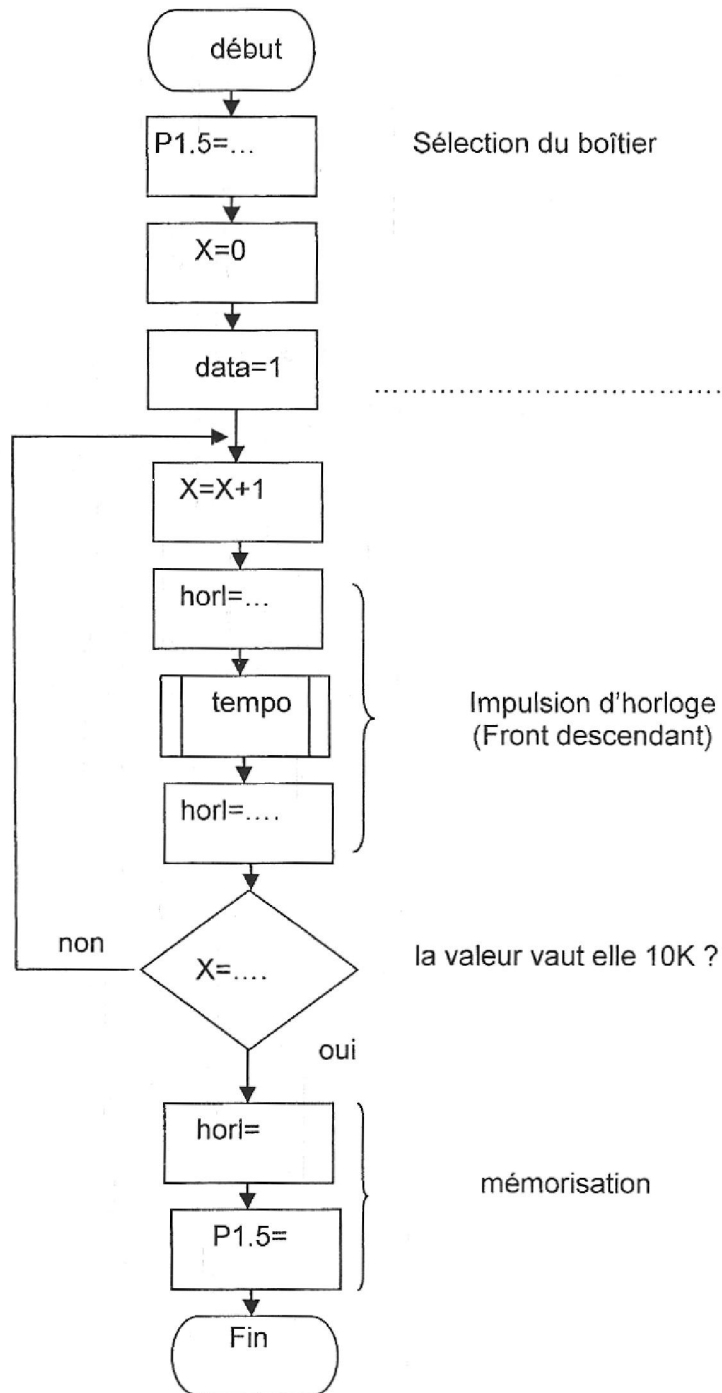 début
P1.5=...
Sélection du boîtier
X=0
data=1
........................................
X=X+1
horl=...
tempo
Impulsion d'horloge
(Front descendant)
horl=....
non
X=....
la valeur vaut elle 10K ?
oui
horl=
mémorisation
P1.5=
Fin